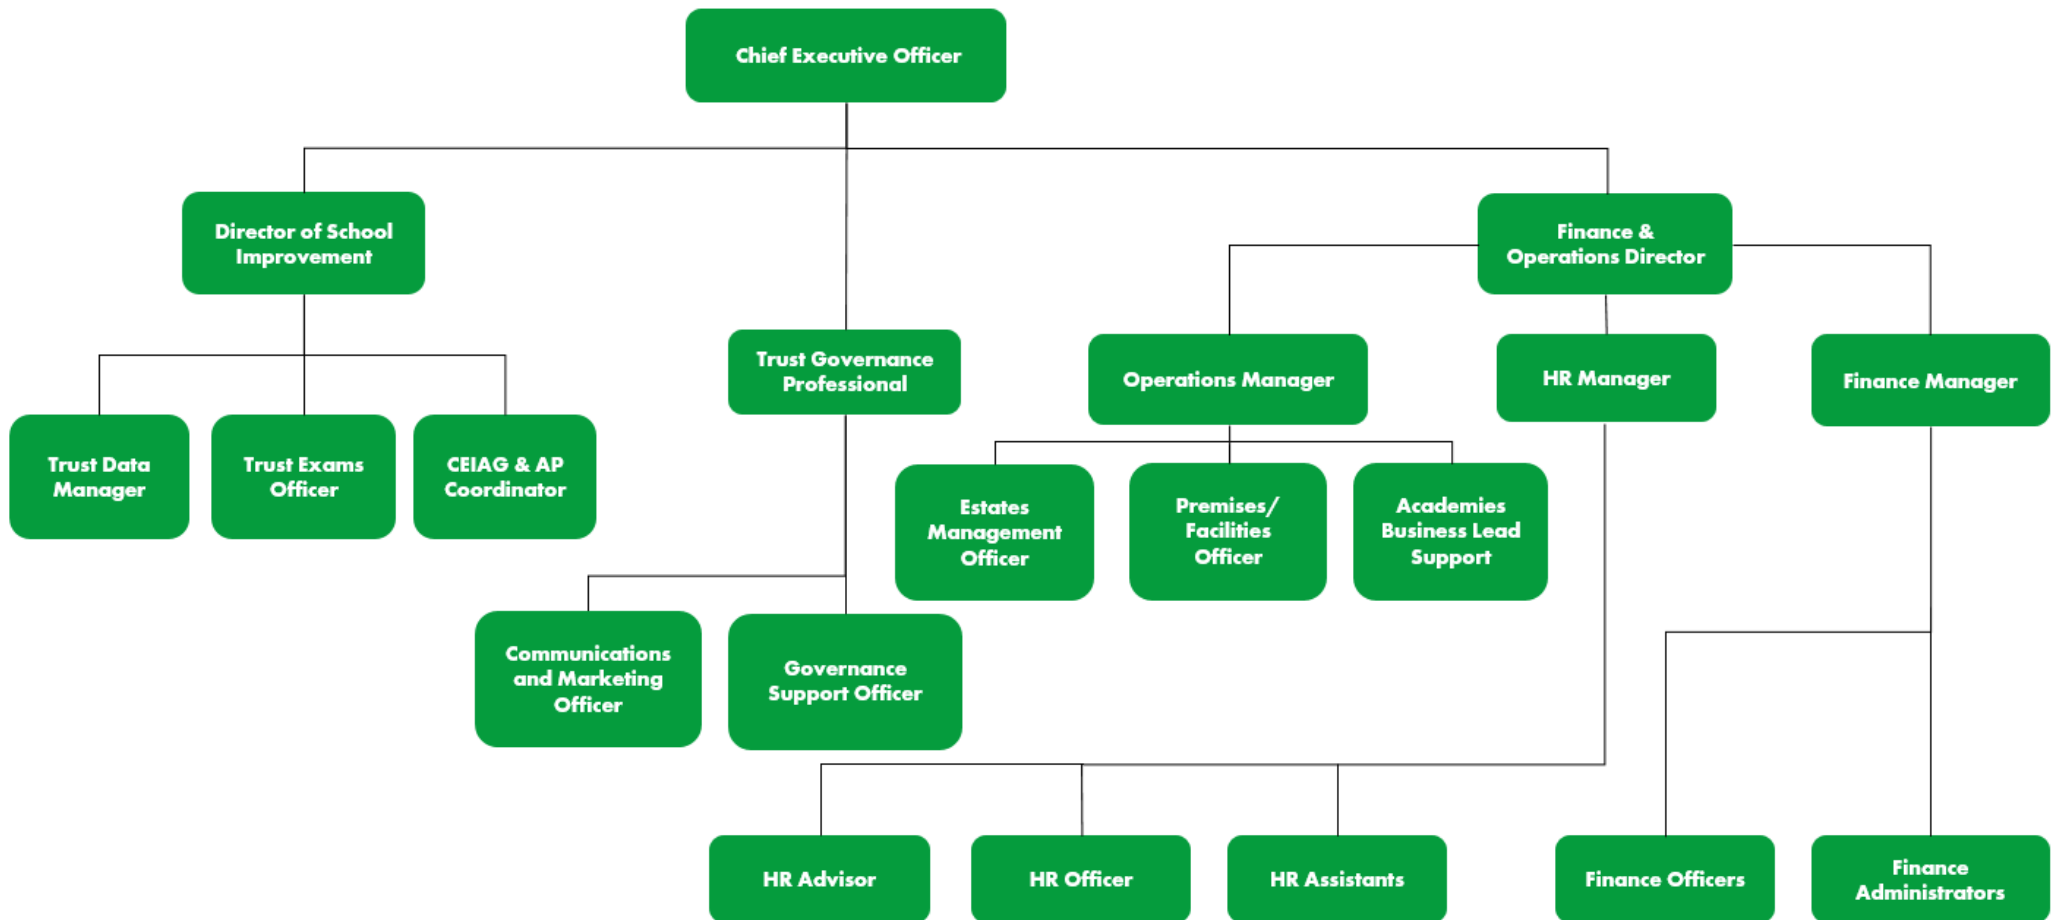 Chief Executive Officer
Director of School
Improvement
Finance &
Operations Director
Trust Governance
Professional
Operations Manager
HR Manager
Finance Manager
Trust Data
Manager
Trust Exams
Officer
CEIAG & AP
Coordinator
Estates
Management
Officer
Premises/
Facilities
Officer
Academies
Business Lead
Support
Communications
and Marketing
Officer
Governance
Support Officer
HR Advisor
HR Officer
HR Assistants
Finance Officers
Finance
Administrators